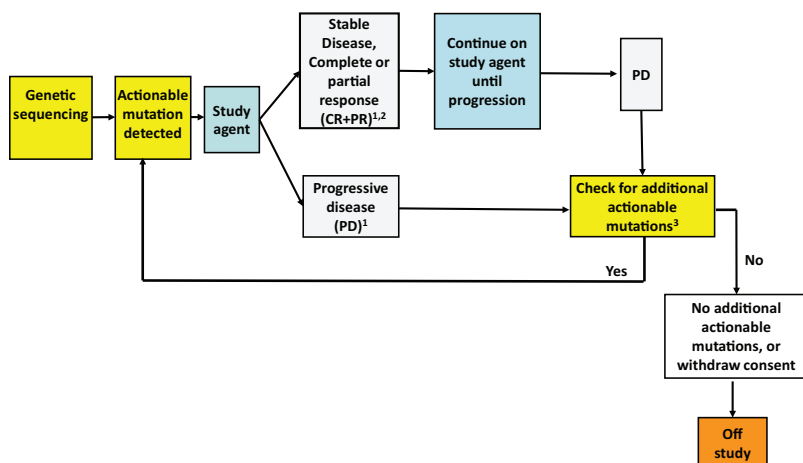 Genetic
sequencing
Actionable
mutation
detected
Study
agent
Stable
Disease,
Complete or
partial
response
(CR+PR)1,2
Continue on
study agent
until
progression
PD
Progressive
disease
(PD)1
Check for additional
actionable
mutations3
Yes
No
No additional
actionable
mutations, or
withdraw consent
Off
study